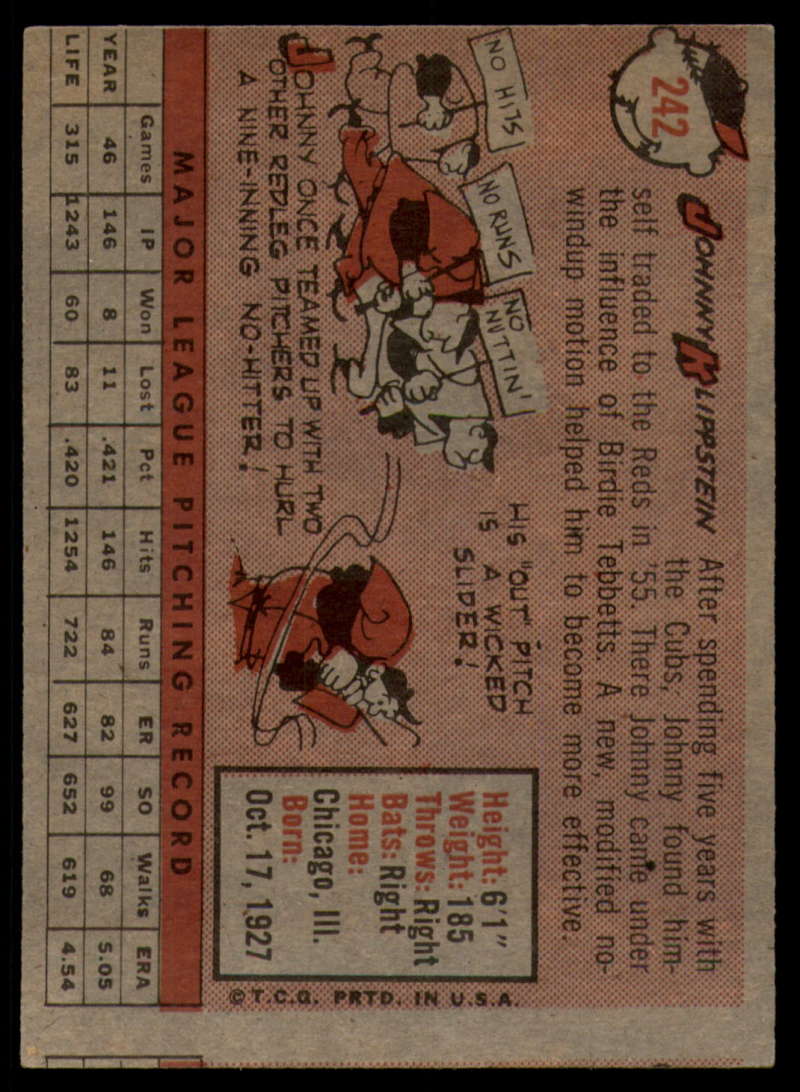 242
JOHNNY KLIPPSTEIN
After spending five years with
the Cubs, Johnny found him-
self traded to the Reds in '55. There Johnny came under
the influence of Birdie Tebbetts. A new, modified no-
windup motion helped him to become more effective.
NO HITS
NO RUNS
NO
NUTTIN'
JOHNNY ONCE TEAMED UP WITH TWO
OTHER REDLEG PITCHERS TO HURL
A NINE-INNING NO-HITTER!
HIS "OUT" PITCH
IS A WICKED
SLIDER!
Height: 6'1"
Weight: 185
Throws: Right
Bats: Right
Home:
Chicago, Ill.
Born:
Oct. 17, 1927
© T.C.G. PRTD. IN U.S.A.
MAJOR LEAGUE PITCHING RECORD
Games IP Won Lost Pct Hits Runs ER SO Walks ERA
YEAR 46 146 8 11 .421 146 84 82 99 68 5.05
LIFE 315 1243 60 83 .420 1254 722 627 652 619 4.54